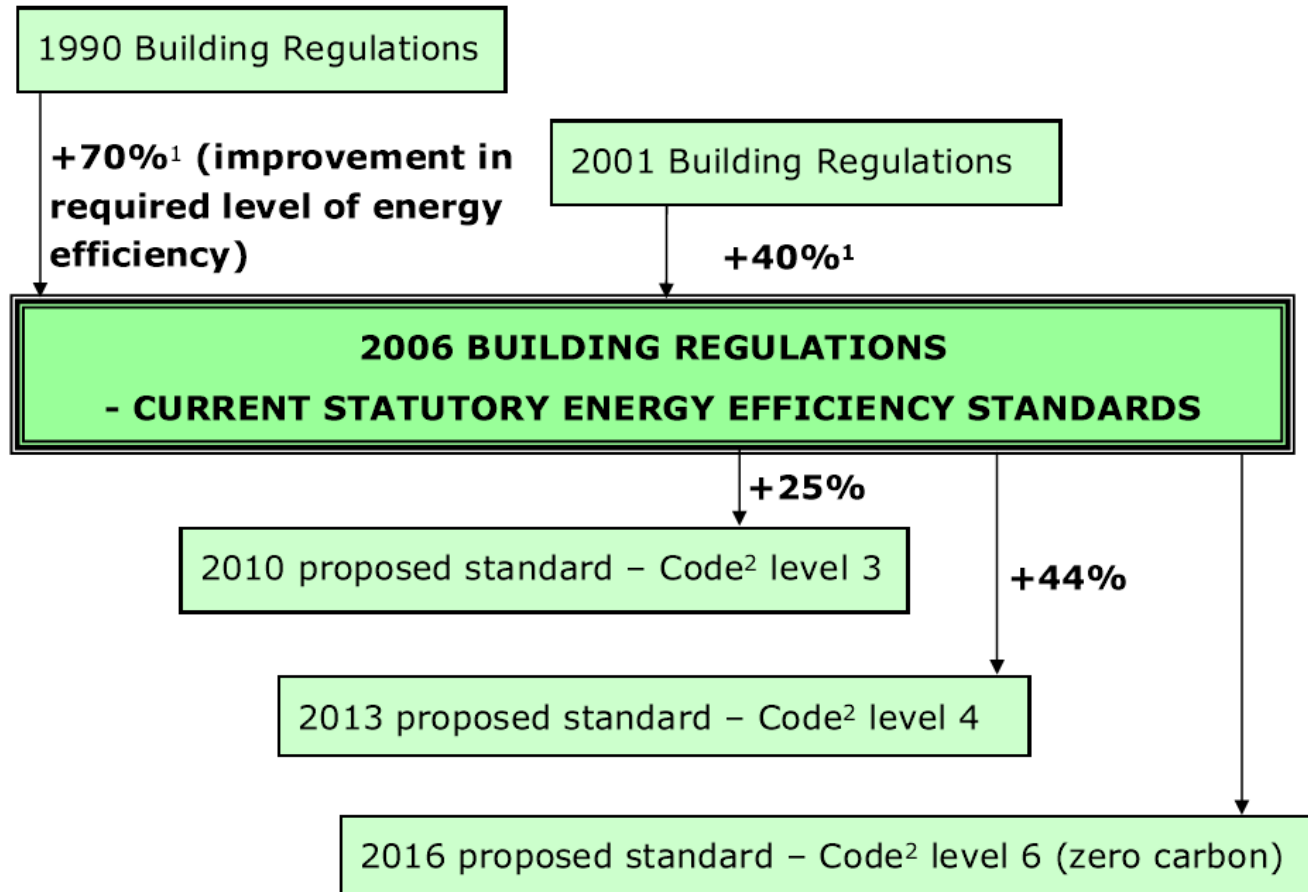 1990 Building Regulations
+70%¹ (improvement in
required level of energy
efficiency)
2001 Building Regulations
+40%¹
2006 BUILDING REGULATIONS
- CURRENT STATUTORY ENERGY EFFICIENCY STANDARDS
+25%
2010 proposed standard – Code² level 3
+44%
2013 proposed standard – Code² level 4
2016 proposed standard – Code² level 6 (zero carbon)